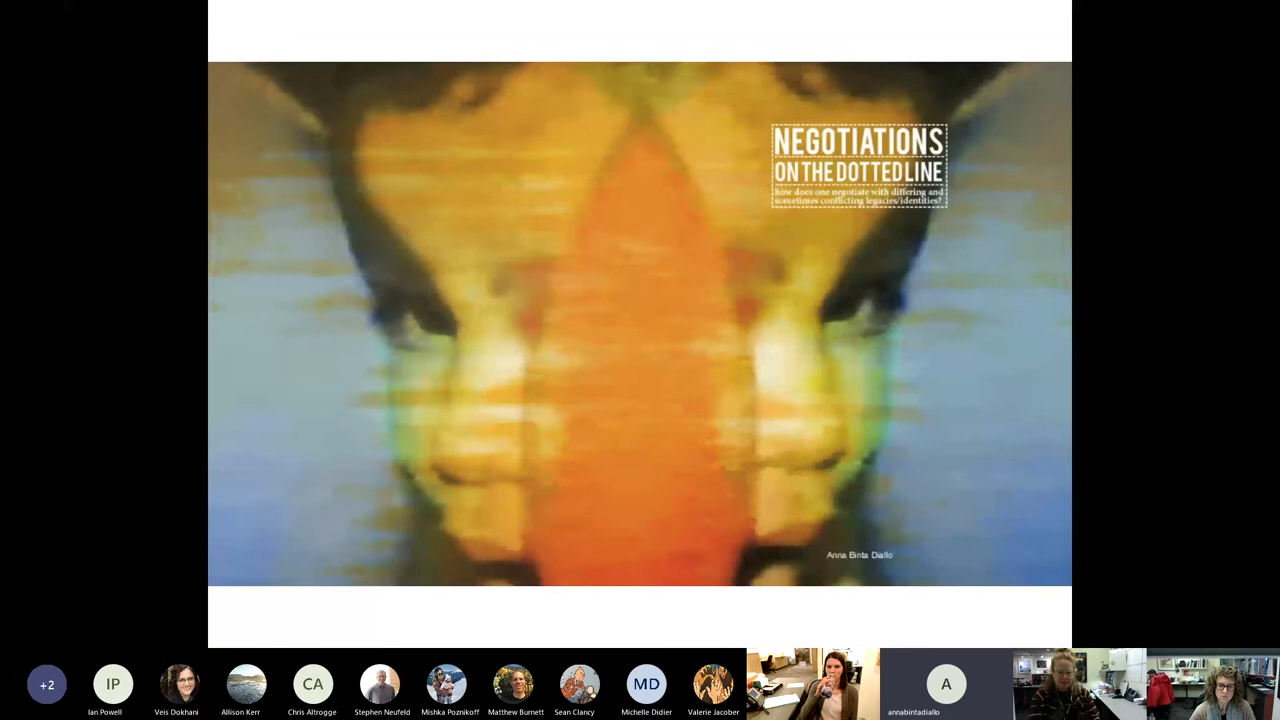 NEGOTIATIONS
ON THE DOTTED LINE
how does one negotiate with differing and
sometimes conflicting legacies/identities?
Anna Binta Diallo
+2
IP
CA
MD
A
Ian Powell
Veis Dokhani
Allison Kerr
Chris Altrogge
Stephen Neufeld
Mishka Poznikoff
Matthew Burnett
Sean Clancy
Michelle Didier
Valerie Jacober
annabintadiallo